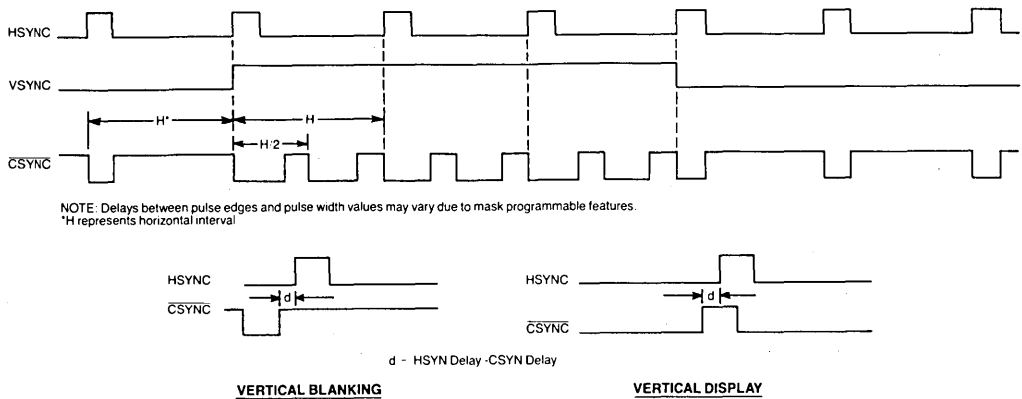 HSYNC
VSYNC
H*
H
H/2
CSYNC
NOTE: Delays between pulse edges and pulse width values may vary due to mask programmable features.
*H represents horizontal interval
HSYNC
d
CSYNC
HSYNC
d
CSYNC
d - HSYN Delay -CSYN Delay
VERTICAL BLANKING
VERTICAL DISPLAY